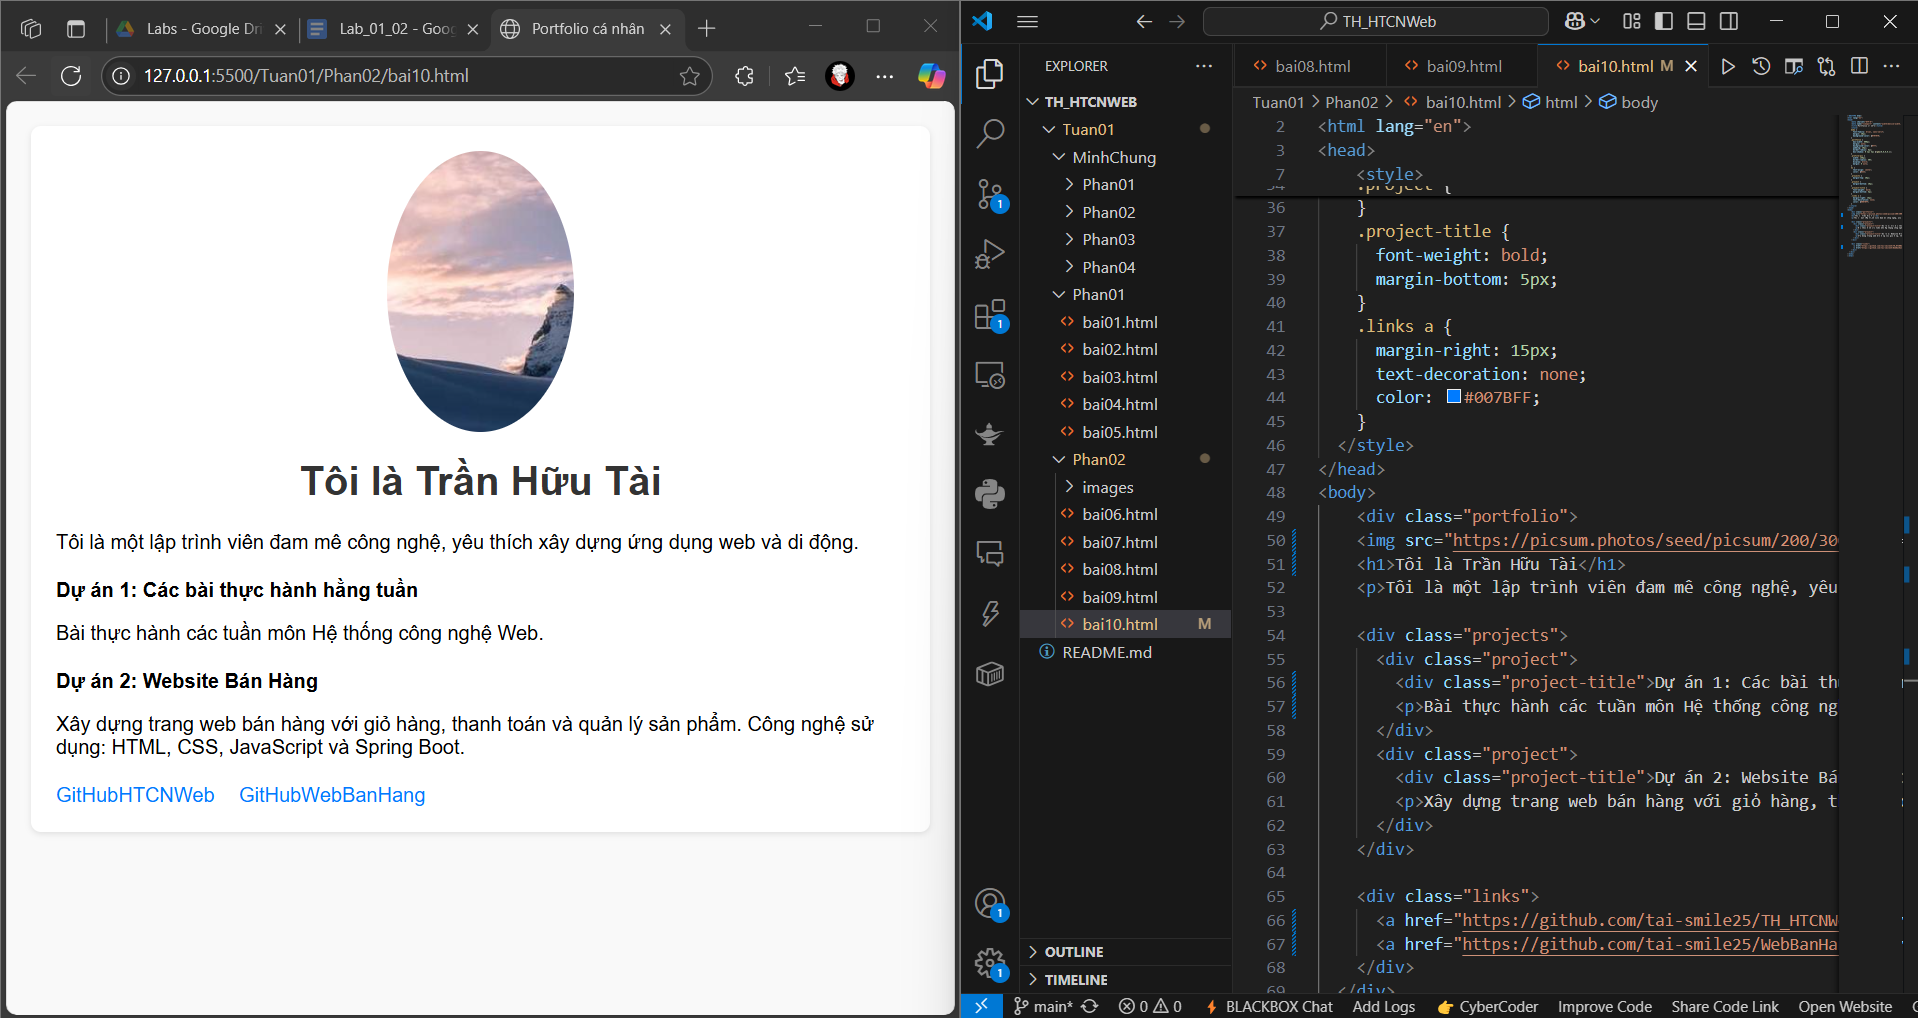 Labs - Google Dri
Lab_01_02 - Goog
Portfolio cá nhân
127.0.0.1:5500/Tuan01/Phan02/bai10.html
Tôi là Trần Hữu Tài
Tôi là một lập trình viên đam mê công nghệ, yêu thích xây dựng ứng dụng web và di động.
Dự án 1: Các bài thực hành hằng tuần
Bài thực hành các tuần môn Hệ thống công nghệ Web.
Dự án 2: Website Bán Hàng
Xây dựng trang web bán hàng với giỏ hàng, thanh toán và quản lý sản phẩm. Công nghệ sử
dụng: HTML, CSS, JavaScript và Spring Boot.
GitHubHTCNWeb GitHubWebBanHang
TH_HTCNWeb
EXPLORER
TH_HTCNWEB
Tuan01
MinhChung
Phan01
Phan02
Phan03
Phan04
Phan01
bai01.html
bai02.html
bai03.html
bai04.html
bai05.html
Phan02
images
bai06.html
bai07.html
bai08.html
bai09.html
bai10.html M
README.md
OUTLINE
TIMELINE
1
1
1
1
bai08.html
bai09.html
bai10.html M
Tuan01 > Phan02 > bai10.html > html > body
2 <html lang="en">
3 <head>
7 <style>
34 .project {
36 }
37 .project-title {
38 font-weight: bold;
39 margin-bottom: 5px;
40 }
41 .links a {
42 margin-right: 15px;
43 text-decoration: none;
44 color: #007BFF;
45 }
46 </style>
47 </head>
48 <body>
49 <div class="portfolio">
50 <img src="https://picsum.photos/seed/picsum/200/30
51 <h1>Tôi là Trần Hữu Tài</h1>
52 <p>Tôi là một lập trình viên đam mê công nghệ, yêu
53
54 <div class="projects">
55 <div class="project">
56 <div class="project-title">Dự án 1: Các bài th
57 <p>Bài thực hành các tuần môn Hệ thống công ng
58 </div>
59 <div class="project">
60 <div class="project-title">Dự án 2: Website Bá
61 <p>Xây dựng trang web bán hàng với giỏ hàng, t
62 </div>
63 </div>
64
65 <div class="links">
66 <a href="https://github.com/tai-smile25/TH_HTCNW
67 <a href="https://github.com/tai-smile25/WebBanHa
68 </div>
69 </div>
main* 0 0 BLACKBOX Chat Add Logs CyberCoder Improve Code Share Code Link Open Website